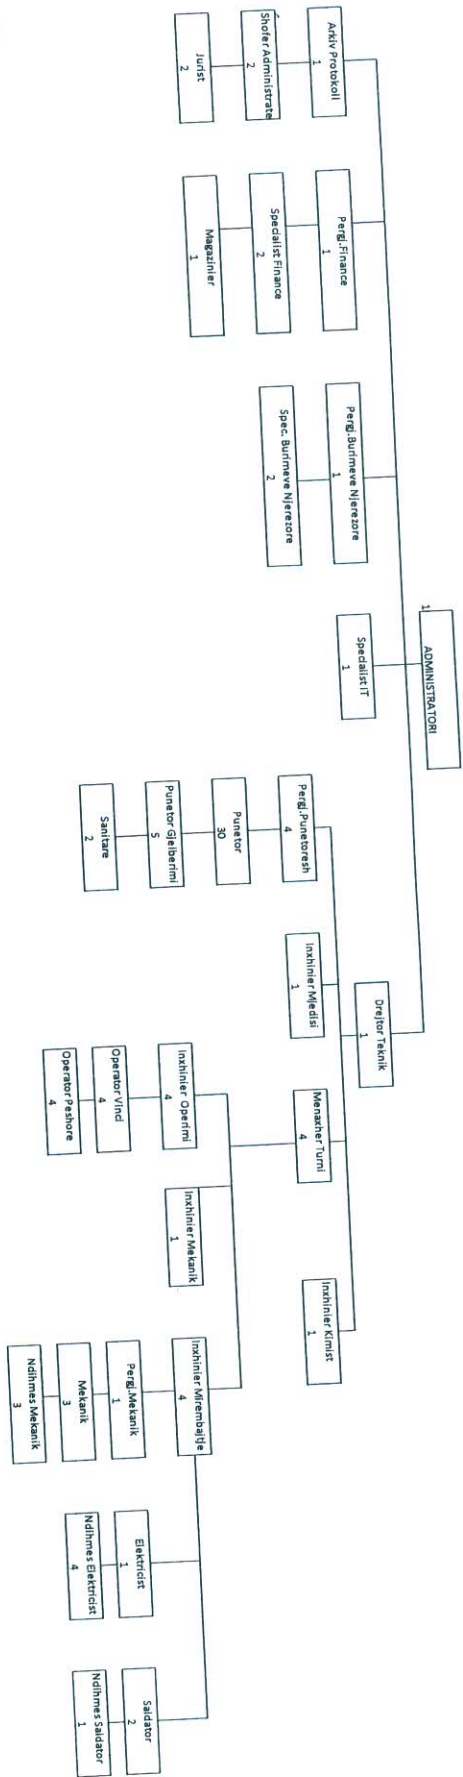 1
ADMINISTRATORI
Arkiv Protokoll
1
Shofer Administrate
2
Jurist
2
Pergj.Finance
1
Specialist Finance
2
Magazinier
1
Pergj.Burimeve Njerezore
1
Spec. Burimeve Njerezore
2
Specialist IT
1
Drejtor Teknik
1
Pergj.Punetoresh
4
Punetor
30
Punetor Gjelberimi
5
Sanitare
2
Inxhinier Mjedisi
1
Menaxher Turni
4
Inxhinier Kimist
1
Inxhinier Operimi
4
Operator Vinci
4
Operator Peshore
4
Inxhinier Mekanik
1
Inxhinier Mirembajtje
4
Pergj.Mekanik
1
Mekanik
3
Ndihmes Mekanik
3
Elektricist
1
Ndihmes Elektricist
4
Saldator
2
Ndihmes Saldator
1